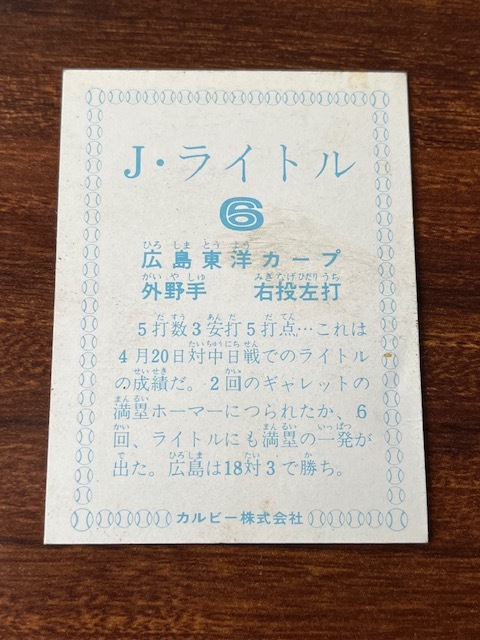 J・ライトル
6
ひろしまとうよう
広島東洋カープ
がいやしゅ みぎなげひだりうち
外野手 右投左打
だすう あんだ だてん
5打数3安打5打点…これは
たいちゅうにちせん
4月20日対中日戦でのライトル
せいせき かい
の成績だ。2回のギャレットの
まんるい
満塁ホーマーにつられたか、6
かい まんるい いっぱつ
回、ライトルにも満塁の一発が
で ひろしま たい か
出た。広島は18対3で勝ち。
カルビー株式会社